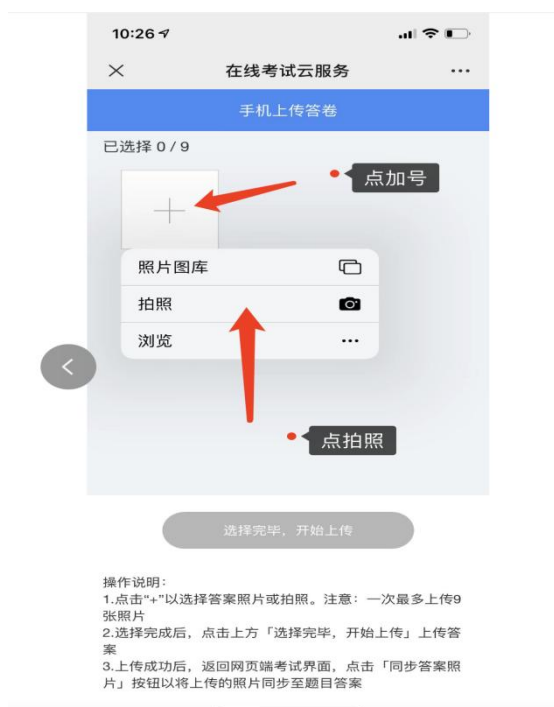 10:26
在线考试云服务
手机上传答卷
已选择 0 / 9
点加号
照片图库
拍照
浏览
点拍照
选择完毕，开始上传
操作说明：
1.点击“+”以选择答案照片或拍照。注意：一次最多上传9
张照片
2.选择完成后，点击上方「选择完毕，开始上传」上传答
案
3.上传成功后，返回网页端考试界面，点击「同步答案照
片」按钮以将上传的照片同步至题目答案